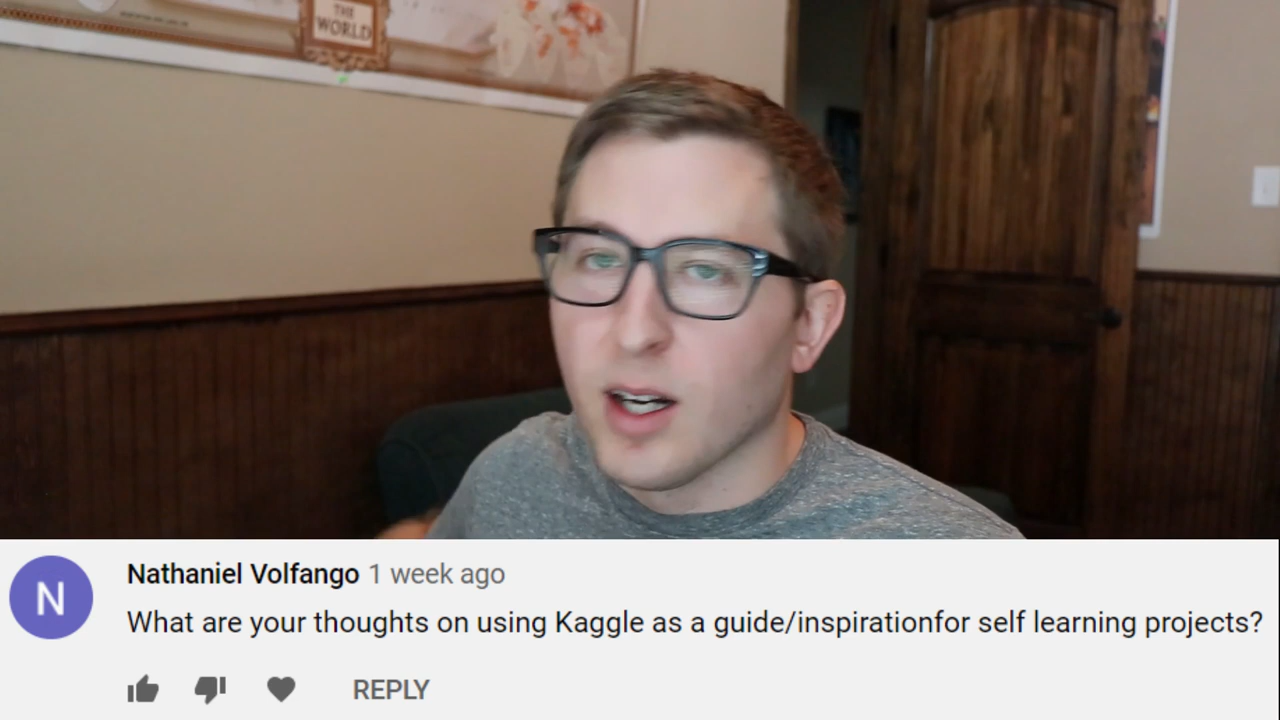 THE
WORLD
Nathaniel Volfango 1 week ago
What are your thoughts on using Kaggle as a guide/inspirationfor self learning projects?
N
REPLY